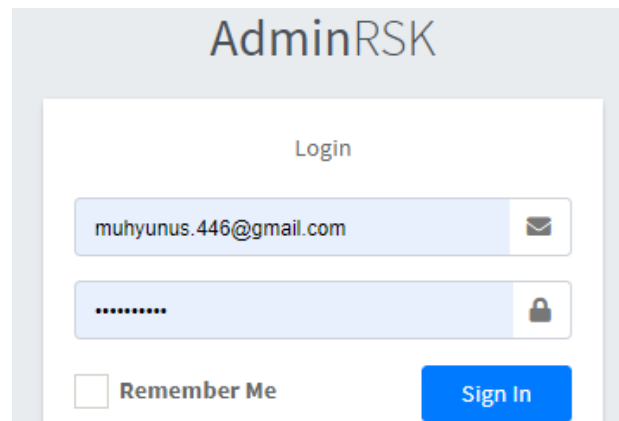 AdminRSK
Login
muhyunus.446@gmail.com
••••••••••
Remember Me
Sign In